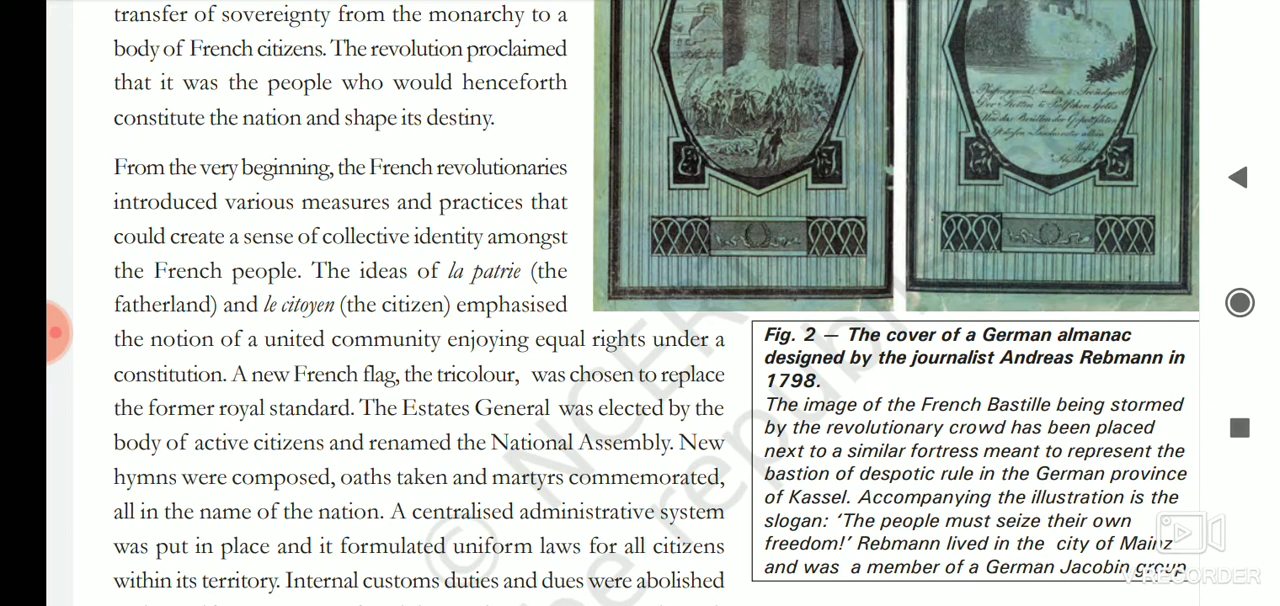 transfer of sovereignty from the monarchy to a
body of French citizens. The revolution proclaimed
that it was the people who would henceforth
constitute the nation and shape its destiny.
From the very beginning, the French revolutionaries
introduced various measures and practices that
could create a sense of collective identity amongst
the French people. The ideas of la patrie (the
fatherland) and le citoyen (the citizen) emphasised
the notion of a united community enjoying equal rights under a
constitution. A new French flag, the tricolour, was chosen to replace
the former royal standard. The Estates General was elected by the
body of active citizens and renamed the National Assembly. New
hymns were composed, oaths taken and martyrs commemorated,
all in the name of the nation. A centralised administrative system
was put in place and it formulated uniform laws for all citizens
within its territory. Internal customs duties and dues were abolished
Fig. 2 — The cover of a German almanac
designed by the journalist Andreas Rebmann in
1798.
The image of the French Bastille being stormed
by the revolutionary crowd has been placed
next to a similar fortress meant to represent the
bastion of despotic rule in the German province
of Kassel. Accompanying the illustration is the
slogan: ‘The people must seize their own
freedom!’ Rebmann lived in the city of Mainz
and was a member of a German Jacobin group
© NCERT
be republi
V RECORDER